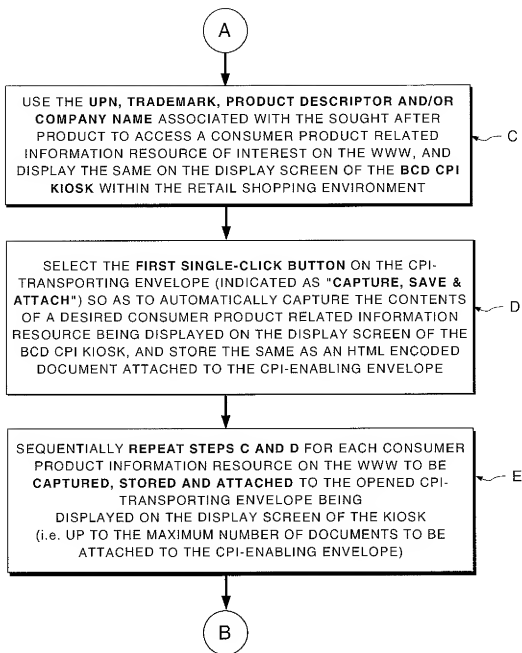 A
USE THE UPN, TRADEMARK, PRODUCT DESCRIPTOR AND/OR
COMPANY NAME ASSOCIATED WITH THE SOUGHT AFTER
PRODUCT TO ACCESS A CONSUMER PRODUCT RELATED
INFORMATION RESOURCE OF INTEREST ON THE WWW, AND
DISPLAY THE SAME ON THE DISPLAY SCREEN OF THE BCD CPI
KIOSK WITHIN THE RETAIL SHOPPING ENVIRONMENT
C
SELECT THE FIRST SINGLE-CLICK BUTTON ON THE CPI-
TRANSPORTING ENVELOPE (INDICATED AS "CAPTURE, SAVE &
ATTACH") SO AS TO AUTOMATICALLY CAPTURE THE CONTENTS
OF A DESIRED CONSUMER PRODUCT RELATED INFORMATION
RESOURCE BEING DISPLAYED ON THE DISPLAY SCREEN OF THE
BCD CPI KIOSK, AND STORE THE SAME AS AN HTML ENCODED
DOCUMENT ATTACHED TO THE CPI-ENABLING ENVELOPE
D
SEQUENTIALLY REPEAT STEPS C AND D FOR EACH CONSUMER
PRODUCT INFORMATION RESOURCE ON THE WWW TO BE
CAPTURED, STORED AND ATTACHED TO THE OPENED CPI-
TRANSPORTING ENVELOPE BEING
DISPLAYED ON THE DISPLAY SCREEN OF THE KIOSK
(i.e. UP TO THE MAXIMUM NUMBER OF DOCUMENTS TO BE
ATTACHED TO THE CPI-ENABLING ENVELOPE)
E
B